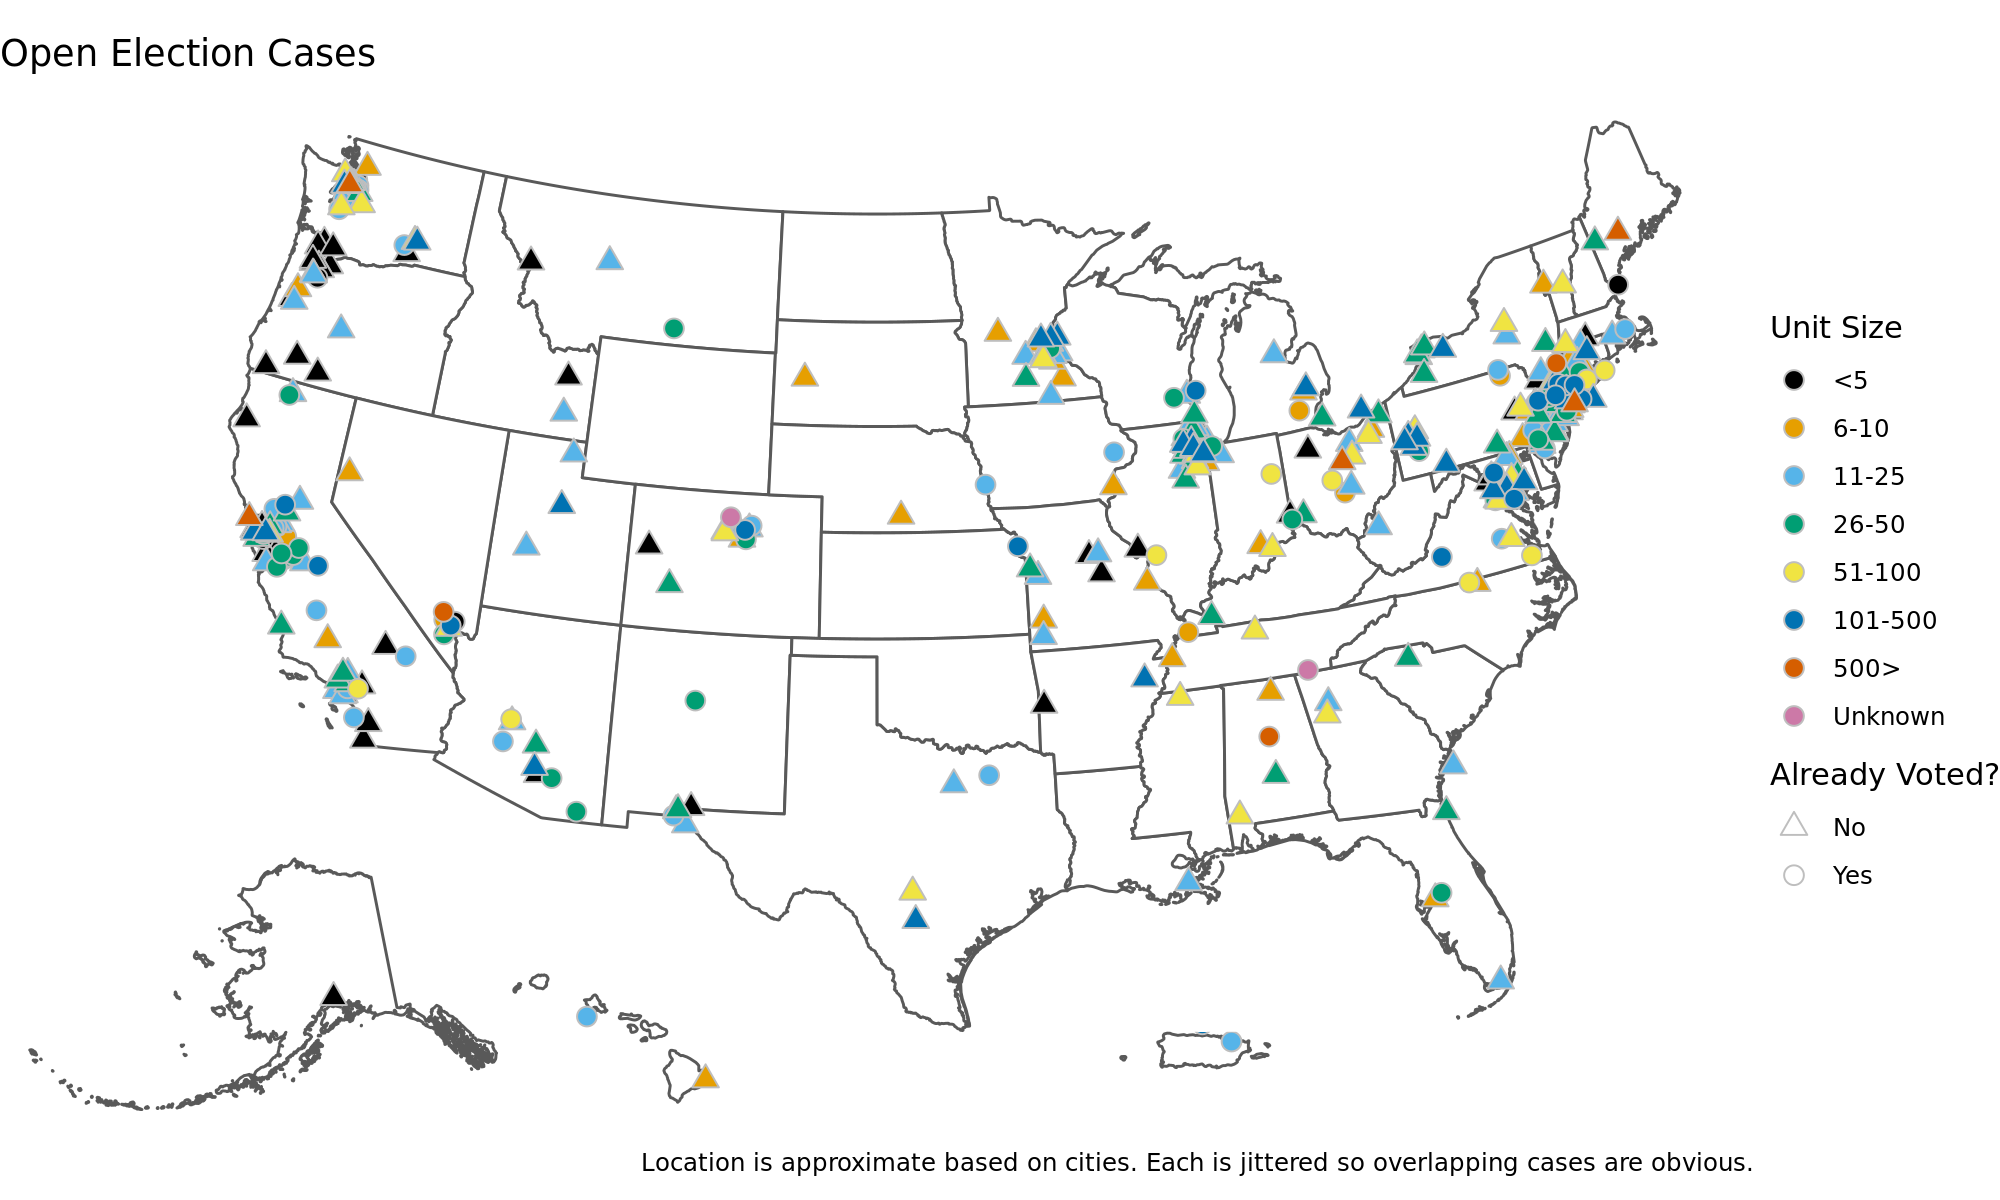 Open Election Cases
Unit Size
<5
6-10
11-25
26-50
51-100
101-500
500>
Unknown
Already Voted?
No
Yes
Location is approximate based on cities. Each is jittered so overlapping cases are obvious.